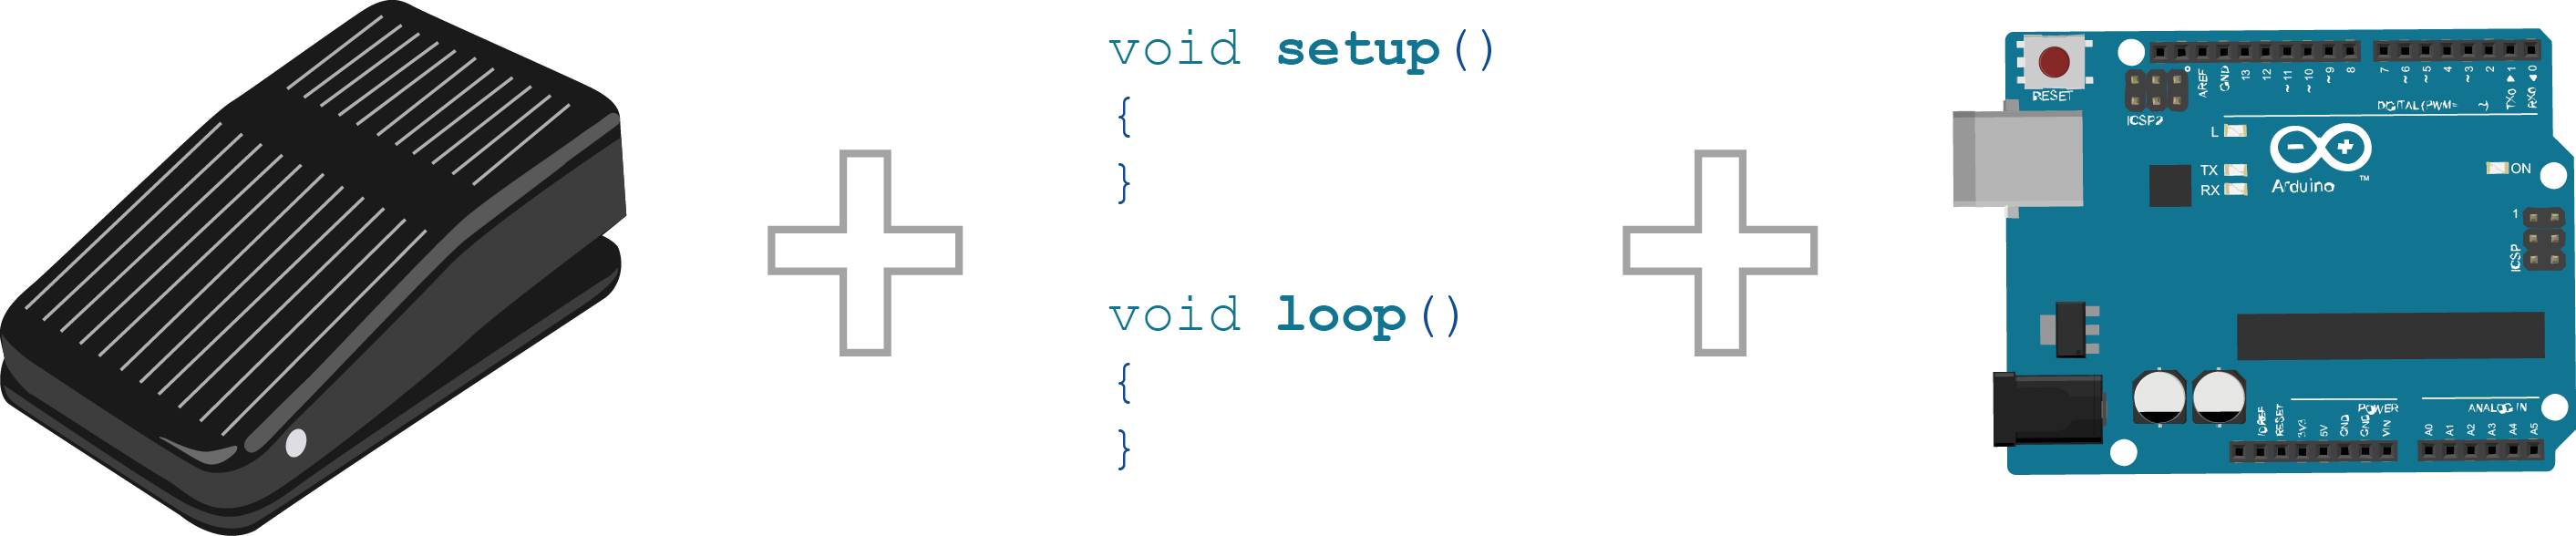 void setup()
{
}
void loop()
{
}
RESET
ICSP2
AREF
GND
13
12
~11
~10
~9
8
7
~6
~5
4
~3
2
TX0 ▶ 1
RX0 ◀ 0
DIGITAL (PWM= ~)
L
TX
RX
Arduino
TM
ON
1
ICSP
POWER
ANALOG IN
IOREF
RESET
3V3
5V
GND
GND
VIN
A0
A1
A2
A3
A4
A5